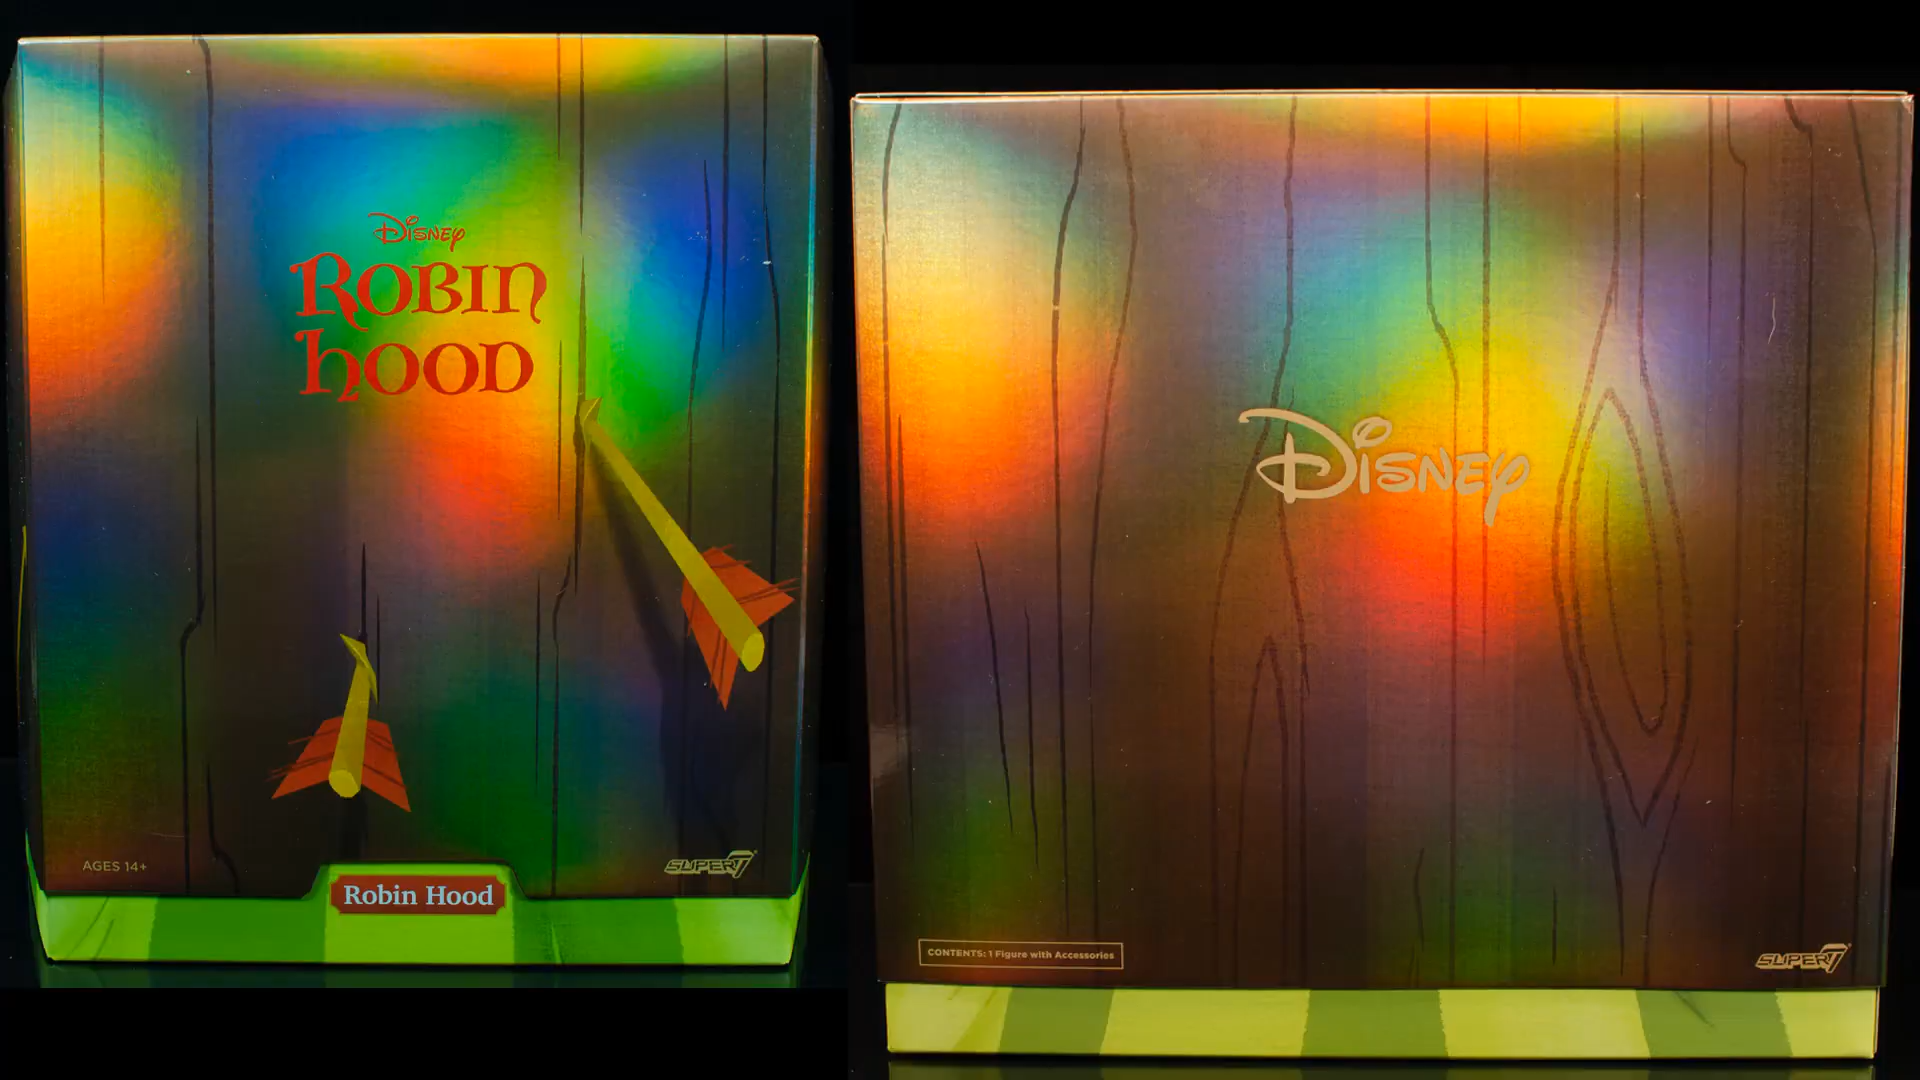 Disney
ROBIN
hOOD
AGES 14+
SUPER7
Robin Hood
Disney
CONTENTS: 1 Figure with Accessories
SUPER7